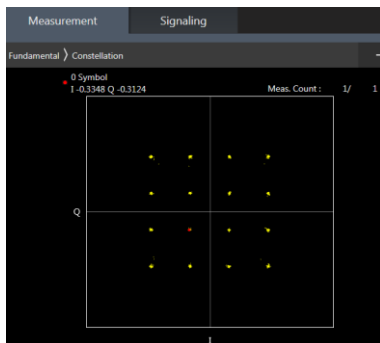 Measurement Signaling
Fundamental 〉 Constellation
0 Symbol
I -0.3348 Q -0.3124 Meas. Count : 1/ 1
Q
I